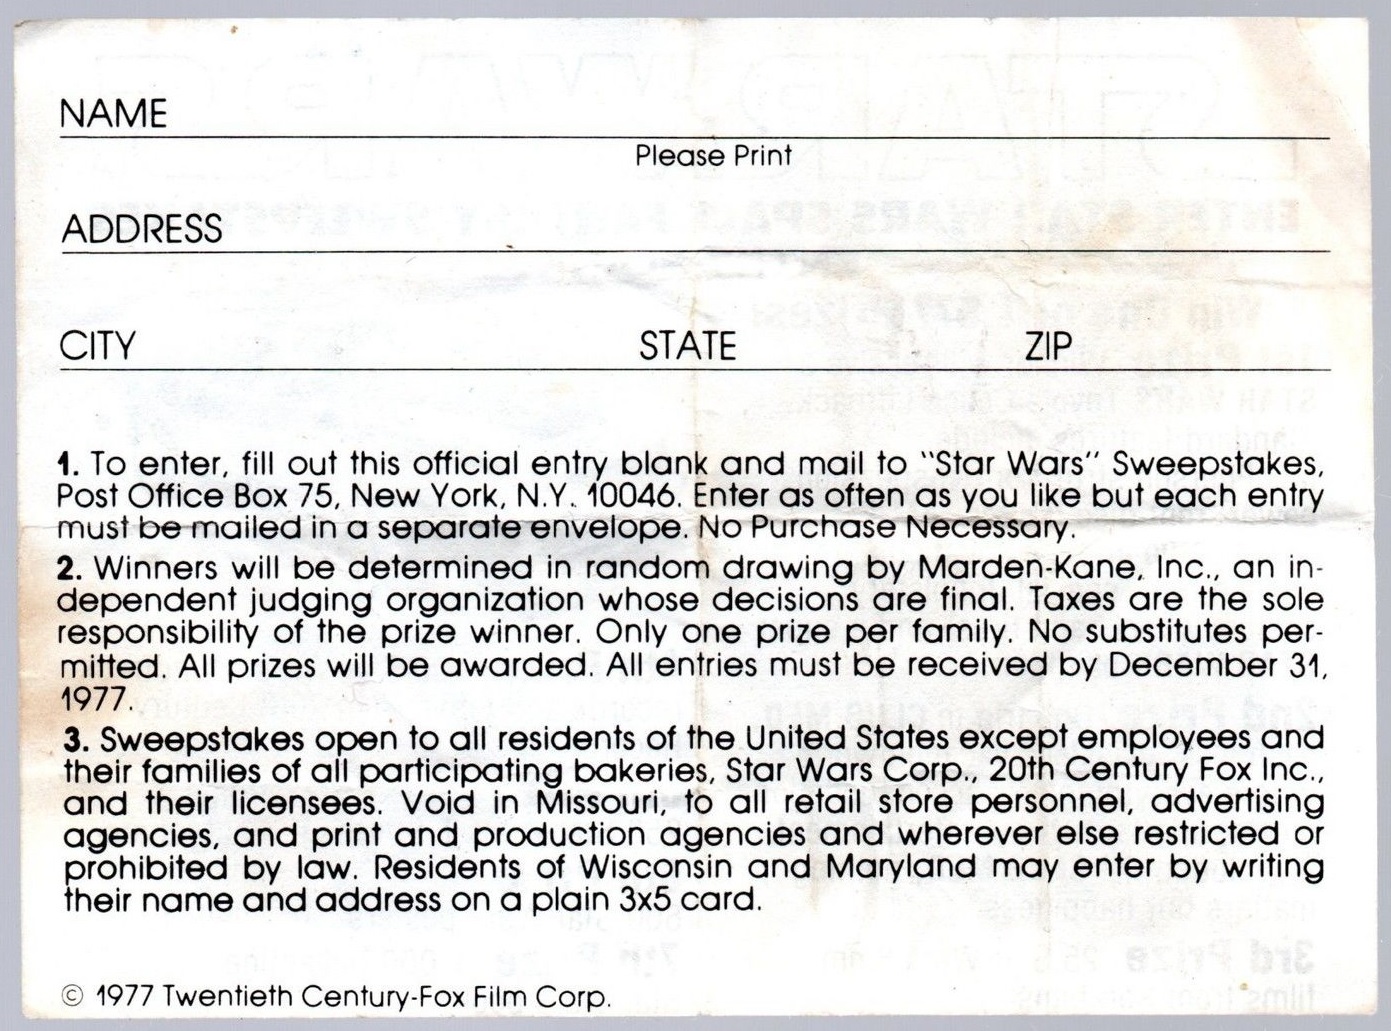 NAME
Please Print
ADDRESS
CITY STATE ZIP
1. To enter, fill out this official entry blank and mail to "Star Wars" Sweepstakes,
Post Office Box 75, New York, N.Y. 10046. Enter as often as you like but each entry
must be mailed in a separate envelope. No Purchase Necessary.
2. Winners will be determined in random drawing by Marden-Kane, Inc., an in-
dependent judging organization whose decisions are final. Taxes are the sole
responsibility of the prize winner. Only one prize per family. No substitutes per-
mitted. All prizes will be awarded. All entries must be received by December 31,
1977.
3. Sweepstakes open to all residents of the United States except employees and
their families of all participating bakeries, Star Wars Corp., 20th Century Fox Inc.,
and their licensees. Void in Missouri, to all retail store personnel, advertising
agencies, and print and production agencies and wherever else restricted or
prohibited by law. Residents of Wisconsin and Maryland may enter by writing
their name and address on a plain 3x5 card.
© 1977 Twentieth Century-Fox Film Corp.